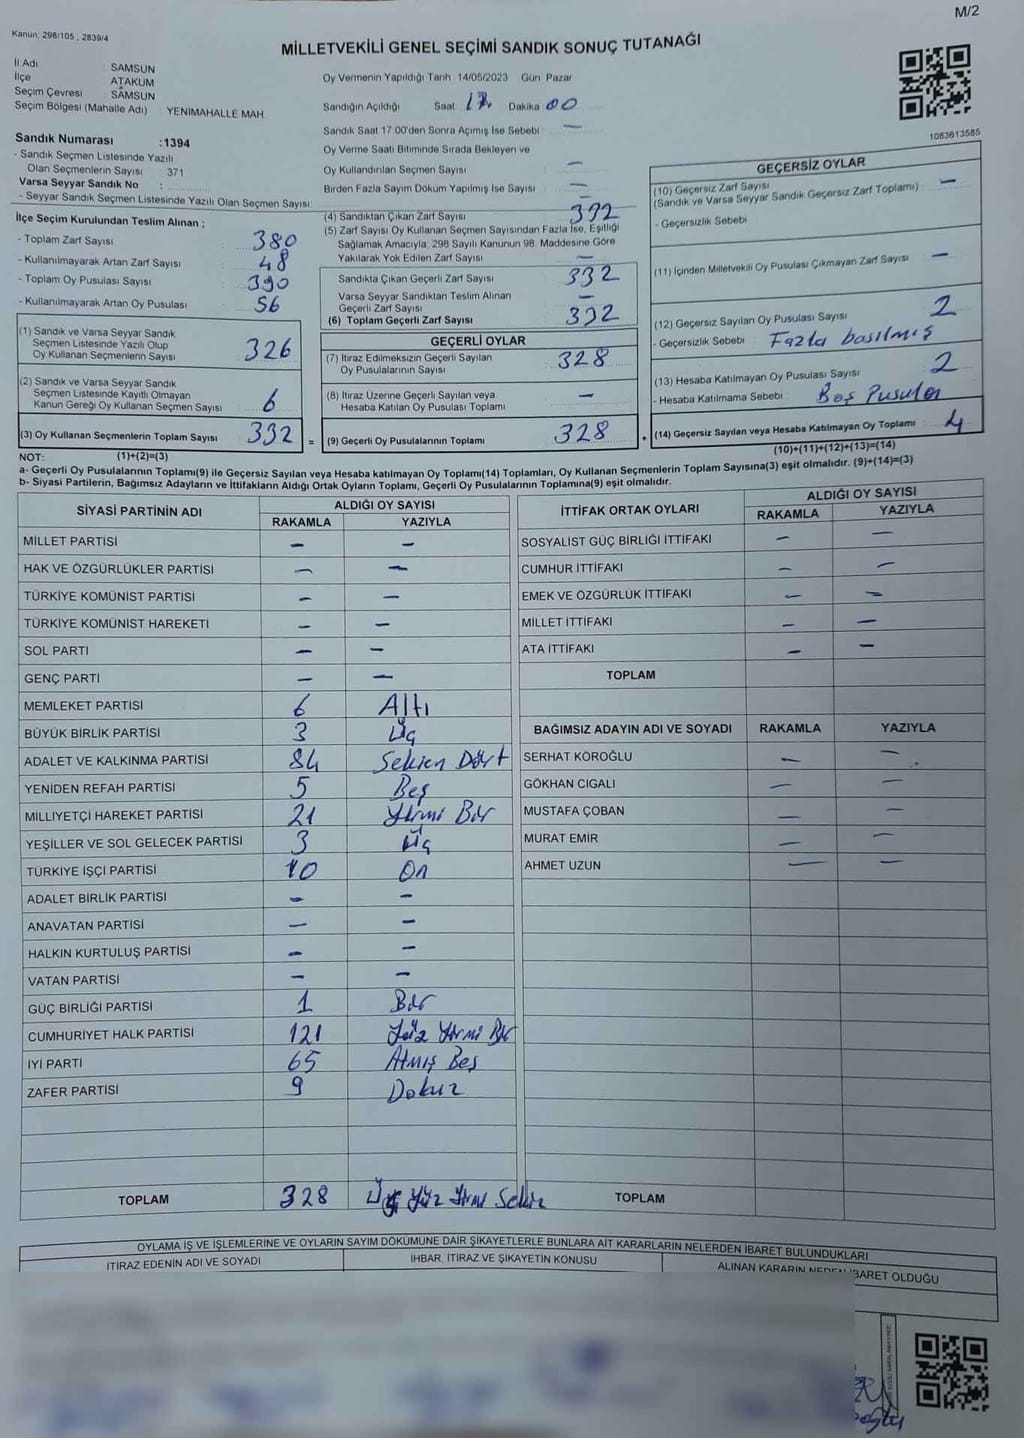 M/2
Kanun, 298/105 , 2839/4
MİLLETVEKİLİ GENEL SEÇİMİ SANDIK SONUÇ TUTANAĞI
İl Adı : SAMSUN
İlçe : ATAKUM
Seçim Çevresi : SAMSUN
Seçim Bölgesi (Mahalle Adı) YENİMAHALLE MAH.
Sandık Numarası :1394
- Sandık Seçmen Listesinde Yazılı
Olan Seçmenlerin Sayısı : 371
Varsa Seyyar Sandık No :
- Seyyar Sandık Seçmen Listesinde Yazılı Olan Seçmen Sayısı:
Oy Vermenin Yapıldığı Tarih: 14/05/2023 Gün: Pazar
Sandığın Açıldığı Saat: 17 Dakika: 00
Sandık Saat 17:00'den Sonra Açımış İse Sebebi : —
Oy Verme Saati Bitiminde Sırada Bekleyen ve
Oy Kullandırılan Seçmen Sayısı —
Birden Fazla Sayım Döküm Yapılmış İse Sayısı : —
1083613585
İlçe Seçim Kurulundan Teslim Alınan ;
- Toplam Zarf Sayısı 380
- Kullanılmayarak Artan Zarf Sayısı 48
- Toplam Oy Pusulası Sayısı 390
- Kullanılmayarak Artan Oy Pusulası 56
(1) Sandık ve Varsa Seyyar Sandık
Seçmen Listesinde Yazılı Olup
Oy Kullanan Seçmenlerin Sayısı 326
(2) Sandık ve Varsa Seyyar Sandık
Seçmen Listesinde Kayıtlı Olmayan
Kanun Gereği Oy Kullanan Seçmen Sayısı 6
(3) Oy Kullanan Seçmenlerin Toplam Sayısı 332 =
(4) Sandıktan Çıkan Zarf Sayısı 332
(5) Zarf Sayısı Oy Kullanan Seçmen Sayısından Fazla İse, Eşitliği
Sağlamak Amacıyla, 298 Sayılı Kanunun 98. Maddesine Göre
Yakılarak Yok Edilen Zarf Sayısı —
Sandıkta Çıkan Geçerli Zarf Sayısı 332
Varsa Seyyar Sandıktan Teslim Alınan
Geçerli Zarf Sayısı —
(6) Toplam Geçerli Zarf Sayısı 332
GEÇERLİ OYLAR
(7) İtiraz Edilmeksizin Geçerli Sayılan
Oy Pusulalarının Sayısı 328
(8) İtiraz Üzerine Geçerli Sayılan veya
Hesaba Katılan Oy Pusulası Toplamı —
(9) Geçerli Oy Pusulalarının Toplamı 328 +
GEÇERSİZ OYLAR
(10) Geçersiz Zarf Sayısı —
(Sandık ve Varsa Seyyar Sandık Geçersiz Zarf Toplamı)
- Geçersizlik Sebebi :
(11) İçinden Milletvekili Oy Pusulası Çıkmayan Zarf Sayısı —
(12) Geçersiz Sayılan Oy Pusulası Sayısı 2
- Geçersizlik Sebebi : Fazla basılmış
(13) Hesaba Katılmayan Oy Pusulası Sayısı 2
- Hesaba Katılmama Sebebi : Boş Pusula
(14) Geçersiz Sayılan veya Hesaba Katılmayan Oy Toplamı 4
NOT: (1)+(2)=(3)
(10)+(11)+(12)+(13)=(14)
a- Geçerli Oy Pusulalarının Toplamı(9) ile Geçersiz Sayılan veya Hesaba katılmayan Oy Toplamı(14) Toplamları, Oy Kullanan Seçmenlerin Toplam Sayısına(3) eşit olmalıdır. (9)+(14)=(3)
b- Siyasi Partilerin, Bağımsız Adayların ve İttifakların Aldığı Ortak Oyların Toplamı, Geçerli Oy Pusulalarının Toplamına(9) eşit olmalıdır.
SİYASİ PARTİNİN ADI ALDIĞI OY SAYISI
RAKAMLA YAZIYLA
MİLLET PARTİSİ — —
HAK VE ÖZGÜRLÜKLER PARTİSİ — —
TÜRKİYE KOMÜNİST PARTİSİ — —
TÜRKİYE KOMÜNİST HAREKETİ — —
SOL PARTİ — —
GENÇ PARTİ — —
MEMLEKET PARTİSİ 6 Altı
BÜYÜK BİRLİK PARTİSİ 3 Üç
ADALET VE KALKINMA PARTİSİ 84 Seksen Dört
YENİDEN REFAH PARTİSİ 5 Beş
MİLLİYETÇİ HAREKET PARTİSİ 21 Yirmi Bir
YEŞİLLER VE SOL GELECEK PARTİSİ 3 Üç
TÜRKİYE İŞÇİ PARTİSİ 10 On
ADALET BİRLİK PARTİSİ — —
ANAVATAN PARTİSİ — —
HALKIN KURTULUŞ PARTİSİ — —
VATAN PARTİSİ — —
GÜÇ BİRLİĞİ PARTİSİ 1 Bir
CUMHURİYET HALK PARTİSİ 121 Yüz Yirmi Bir
İYİ PARTİ 65 Atmış Beş
ZAFER PARTİSİ 9 Dokuz
TOPLAM 328 Üç Yüz Yirmi Sekiz
İTTİFAK ORTAK OYLARI ALDIĞI OY SAYISI
RAKAMLA YAZIYLA
SOSYALİST GÜÇ BİRLİĞİ İTTİFAKI — —
CUMHUR İTTİFAKI — —
EMEK VE ÖZGÜRLÜK İTTİFAKI — —
MİLLET İTTİFAKI — —
ATA İTTİFAKI — —
TOPLAM
BAĞIMSIZ ADAYIN ADI VE SOYADI RAKAMLA YAZIYLA
SERHAT KÖROĞLU — —
GÖKHAN CIGALI — —
MUSTAFA ÇOBAN — —
MURAT EMİR — —
AHMET UZUN — —
TOPLAM
OYLAMA İŞ VE İŞLEMLERİNE VE OYLARIN SAYIM DÖKÜMÜNE DAİR ŞİKAYETLERLE BUNLARA AİT KARARLARIN NELERDEN İBARET BULUNDUKLARI
İTİRAZ EDENİN ADI VE SOYADI İHBAR, İTİRAZ VE ŞİKAYETİN KONUSU ALINAN KARARIN NEDEN İBARET OLDUĞU